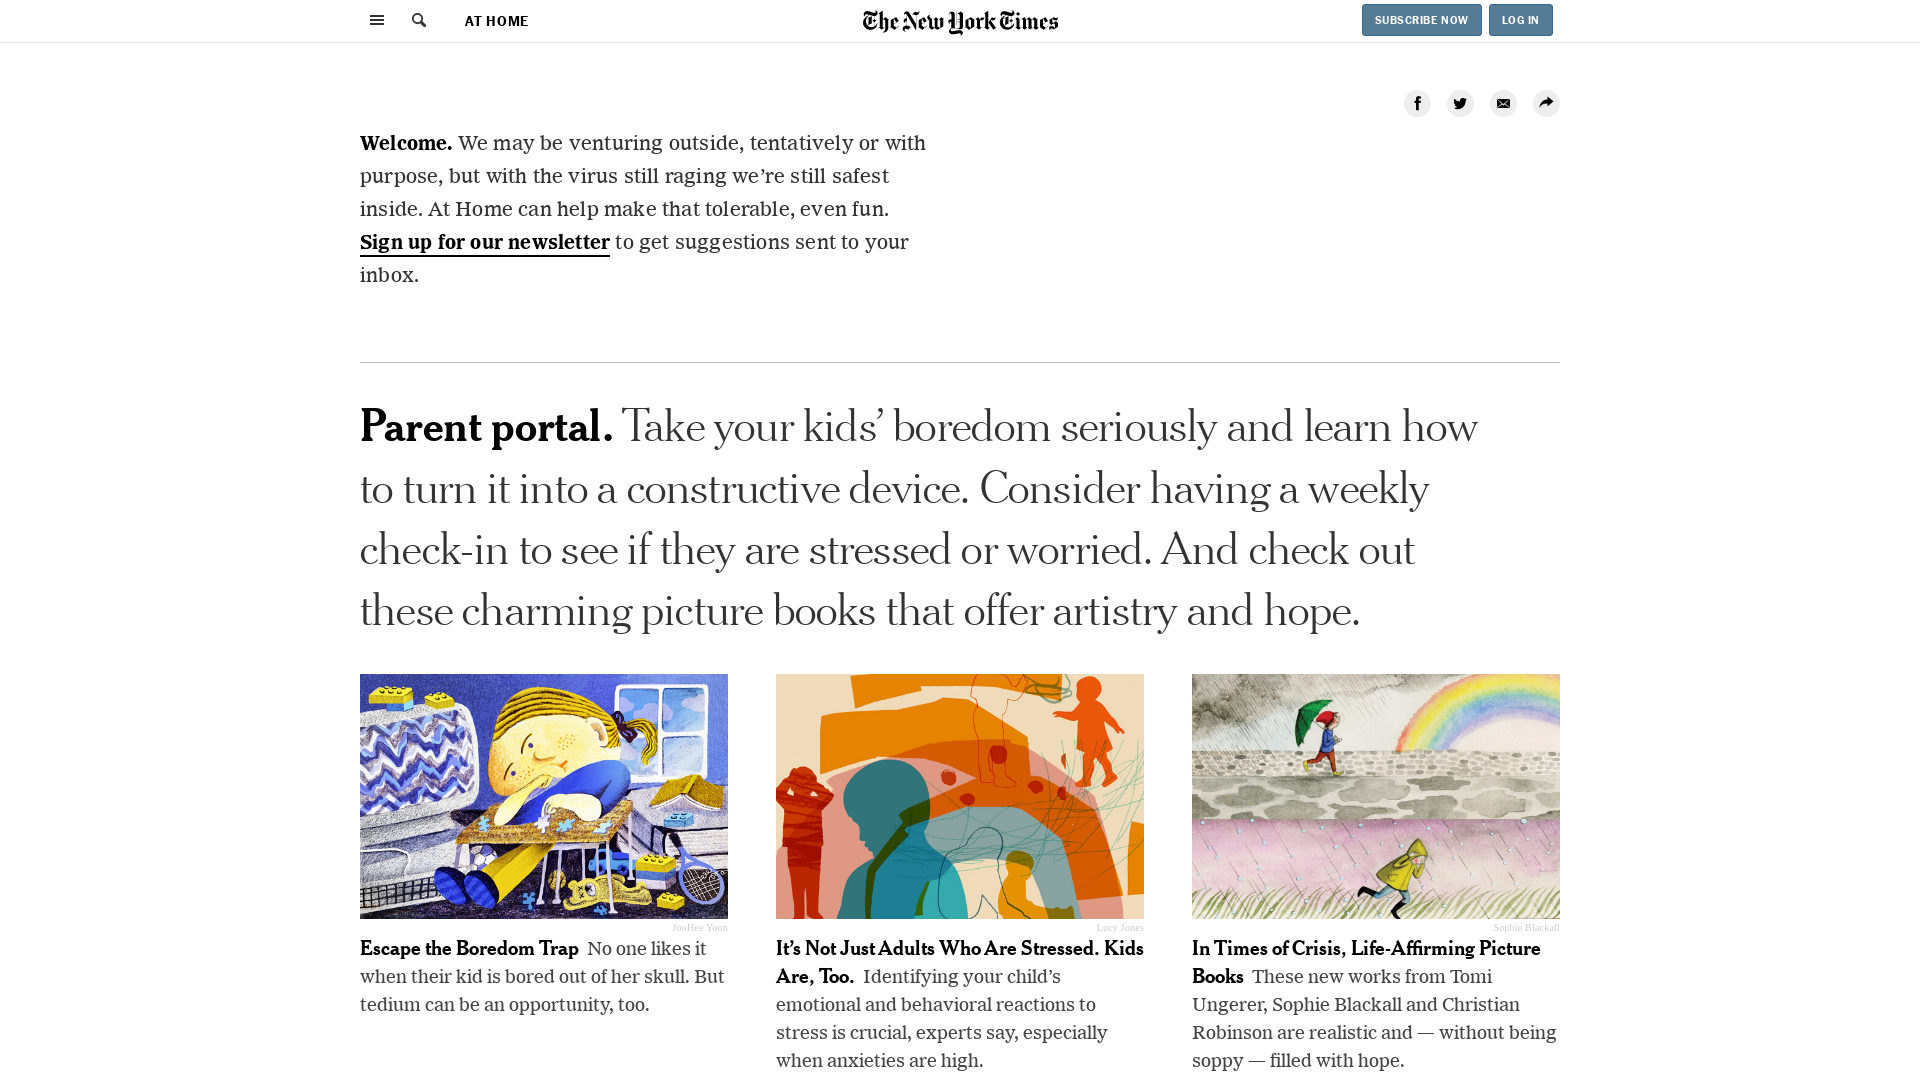 AT HOME
The New York Times
SUBSCRIBE NOW
LOG IN
Welcome. We may be venturing outside, tentatively or with
purpose, but with the virus still raging we’re still safest
inside. At Home can help make that tolerable, even fun.
Sign up for our newsletter to get suggestions sent to your
inbox.
Parent portal. Take your kids’ boredom seriously and learn how
to turn it into a constructive device. Consider having a weekly
check-in to see if they are stressed or worried. And check out
these charming picture books that offer artistry and hope.
JooHee Yoon
Escape the Boredom Trap No one likes it
when their kid is bored out of her skull. But
tedium can be an opportunity, too.
Lucy Jones
It’s Not Just Adults Who Are Stressed. Kids
Are, Too. Identifying your child’s
emotional and behavioral reactions to
stress is crucial, experts say, especially
when anxieties are high.
Sophie Blackall
In Times of Crisis, Life-Affirming Picture
Books These new works from Tomi
Ungerer, Sophie Blackall and Christian
Robinson are realistic and — without being
soppy — filled with hope.